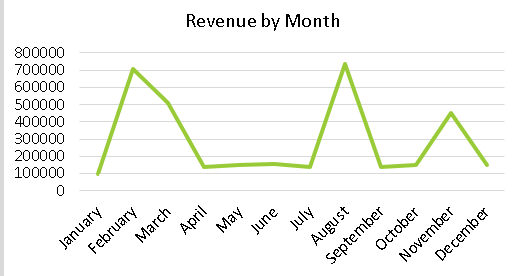 Revenue by Month
800000
700000
600000
500000
400000
300000
200000
100000
0
January
February
March
April
May
June
July
August
September
October
November
December